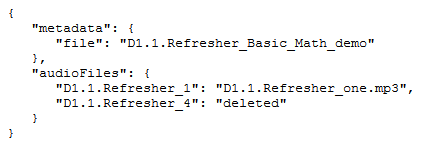 {
   "metadata": {
      "file": "D1.1.Refresher_Basic_Math_demo"
   },
   "audioFiles": {
      "D1.1.Refresher_1": "D1.1.Refresher_one.mp3",
      "D1.1.Refresher_4": "deleted"
   }
}